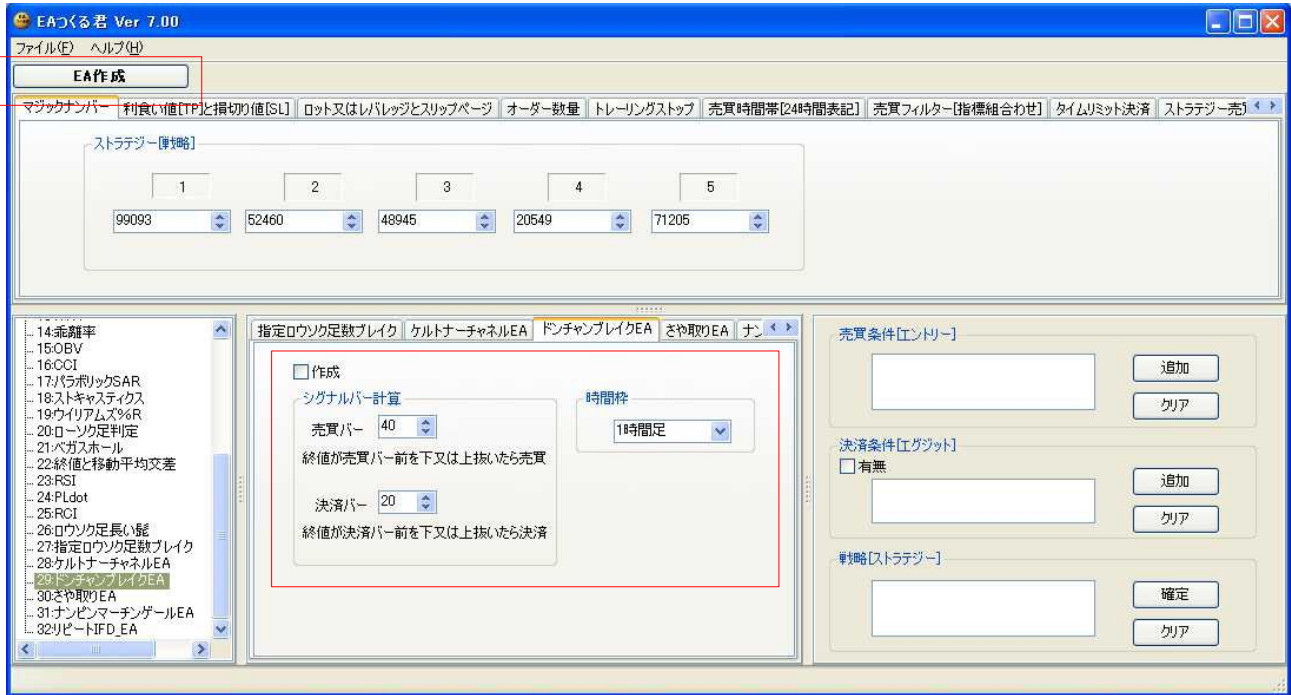 EAつくる君 Ver 7.00
ファイル(F) ヘルプ(H)
EA作成
マジックナンバー 利食い値[TP]と損切り値[SL] ロット又はレバレッジとスリップページ オーダー数量 トレーリングストップ 売買時間帯[24時間表記] 売買フィルター[指標組合わせ] タイムリミット決済 ストラテジー売
ストラテジー[戦略]
1 2 3 4 5
99093 52460 48945 20549 71205
14:乖離率
15:OBV
16:CCI
17:パラボリックSAR
18:ストキャスティクス
19:ウイリアムズ%R
20:ローソク足判定
21:ベガスホール
22:終値と移動平均交差
23:RSI
24:PLdot
25:RCI
26:ロウソク足長い髭
27:指定ロウソク足数ブレイク
28:ケルトナーチャネルEA
29:ドンチャンブレイクEA
30:さや取りEA
31:ナンピンマーチンゲールEA
32:リピートIFD_EA
指定ロウソク足数ブレイク ケルトナーチャネルEA ドンチャンブレイクEA さや取りEA ナン
作成
シグナルバー計算
売買バー 40
終値が売買バー前を下又は上抜いたら売買
決済バー 20
終値が決済バー前を下又は上抜いたら決済
時間枠
1時間足
売買条件[エントリー]
追加
クリア
決済条件[エグジット]
有無
追加
クリア
戦略[ストラテジー]
確定
クリア